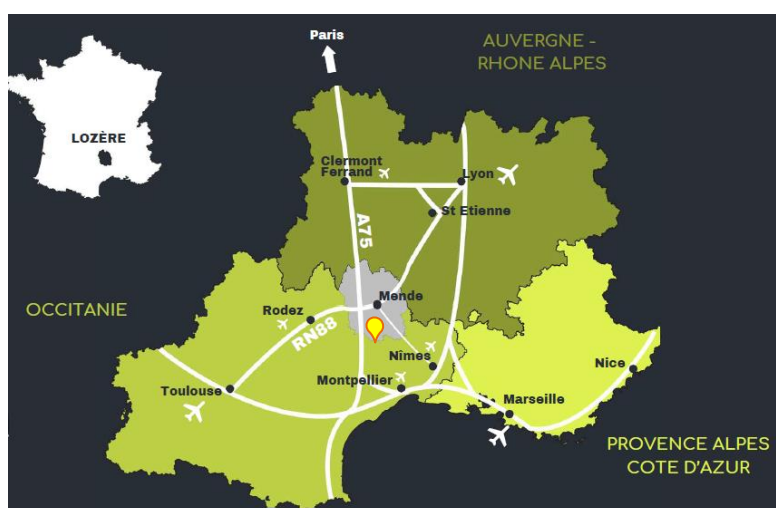 Paris
AUVERGNE -
RHONE ALPES
LOZÈRE
Clermont
Ferrand
Lyon
St Etienne
A75
OCCITANIE
Mende
Rodez
RN88
Nîmes
Nice
Montpellier
Toulouse
Marseille
PROVENCE ALPES
COTE D'AZUR